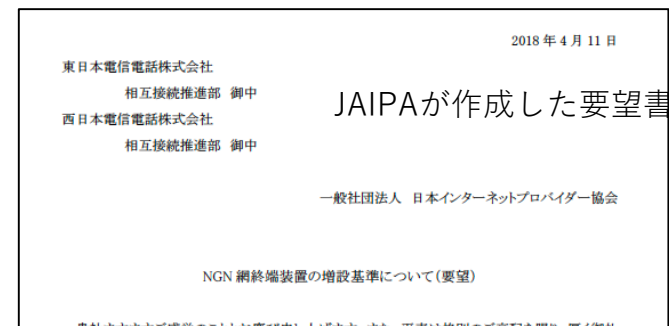 2018 年 4 月 11 日
東日本電信電話株式会社
相互接続推進部 御中
JAIPAが作成した要望書
西日本電信電話株式会社
相互接続推進部 御中
一般社団法人 日本インターネットプロバイダー協会
NGN 網終端装置の増設基準について(要望)